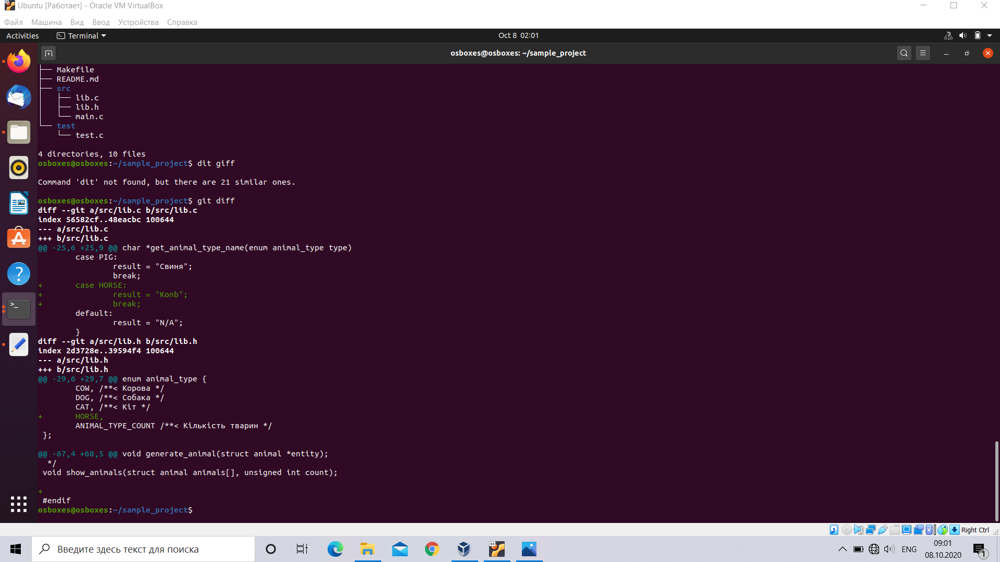 Ubuntu [Работает] - Oracle VM VirtualBox
Файл Машина Вид Ввод Устройства Справка
Activities Terminal Oct 8 02:01
osboxes@osboxes: ~/sample_project
Makefile
README.md
src
lib.c
lib.h
main.c
test
test.c
4 directories, 10 files
osboxes@osboxes:~/sample_project$ dit giff
Command 'dit' not found, but there are 21 similar ones.
osboxes@osboxes:~/sample_project$ git diff
diff --git a/src/lib.c b/src/lib.c
index 56582cf..48eacbc 100644
--- a/src/lib.c
+++ b/src/lib.c
@@ -25,6 +25,9 @@ char *get_animal_type_name(enum animal_type type)
case PIG:
result = "Свиня";
break;
+ case HORSE:
+ result = "Konb";
+ break;
default:
result = "N/A";
}
diff --git a/src/lib.h b/src/lib.h
index 2d3728e..39594f4 100644
--- a/src/lib.h
+++ b/src/lib.h
@@ -29,6 +29,7 @@ enum animal_type {
COW, /**< Корова */
DOG, /**< Собака */
CAT, /**< Кіт */
+ HORSE,
ANIMAL_TYPE_COUNT /**< Кількість тварин */
};
@@ -67,4 +68,5 @@ void generate_animal(struct animal *entity);
*/
void show_animals(struct animal animals[], unsigned int count);
+
#endif
osboxes@osboxes:~/sample_project$
Right Ctrl
Введите здесь текст для поиска
64
ENG
09:01
08.10.2020
1